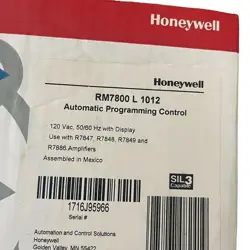 Honeywell
Honeywell
RM7800 L 1012
Automatic Programming Control
120 Vac, 50/60 Hz with Display
Use with R7847, R7848, R7849 and
R7886 Amplifiers
Assembled in Mexico
SIL 3
Capable
1716J95966
Serial #
Automation and Control Solutions
Honeywell
Golden Valley, MN 55422